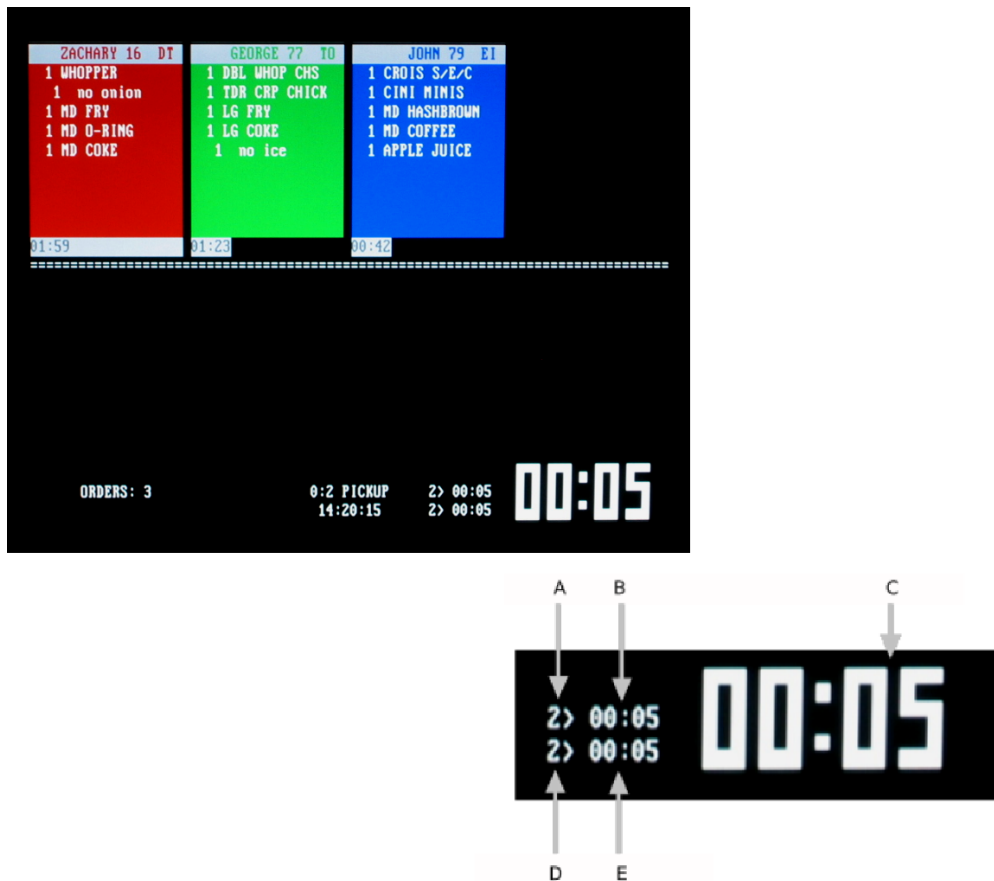 ZACHARY 16 DT
1 WHOPPER
1 no onion
1 MD FRY
1 MD O-RING
1 MD COKE
01:59
GEORGE 77 TO
1 DBL WHOP CHS
1 TDR CRP CHICK
1 LG FRY
1 LG COKE
1 no ice
01:23
JOHN 79 EI
1 CROIS S/E/C
1 CINI MINIS
1 MD HASHBROWN
1 MD COFFEE
1 APPLE JUICE
00:42
================================================================================
ORDERS: 3
0:2 PICKUP
14:20:15
2> 00:05
2> 00:05
00:05
A B C
2> 00:05
2> 00:05
00:05
D E